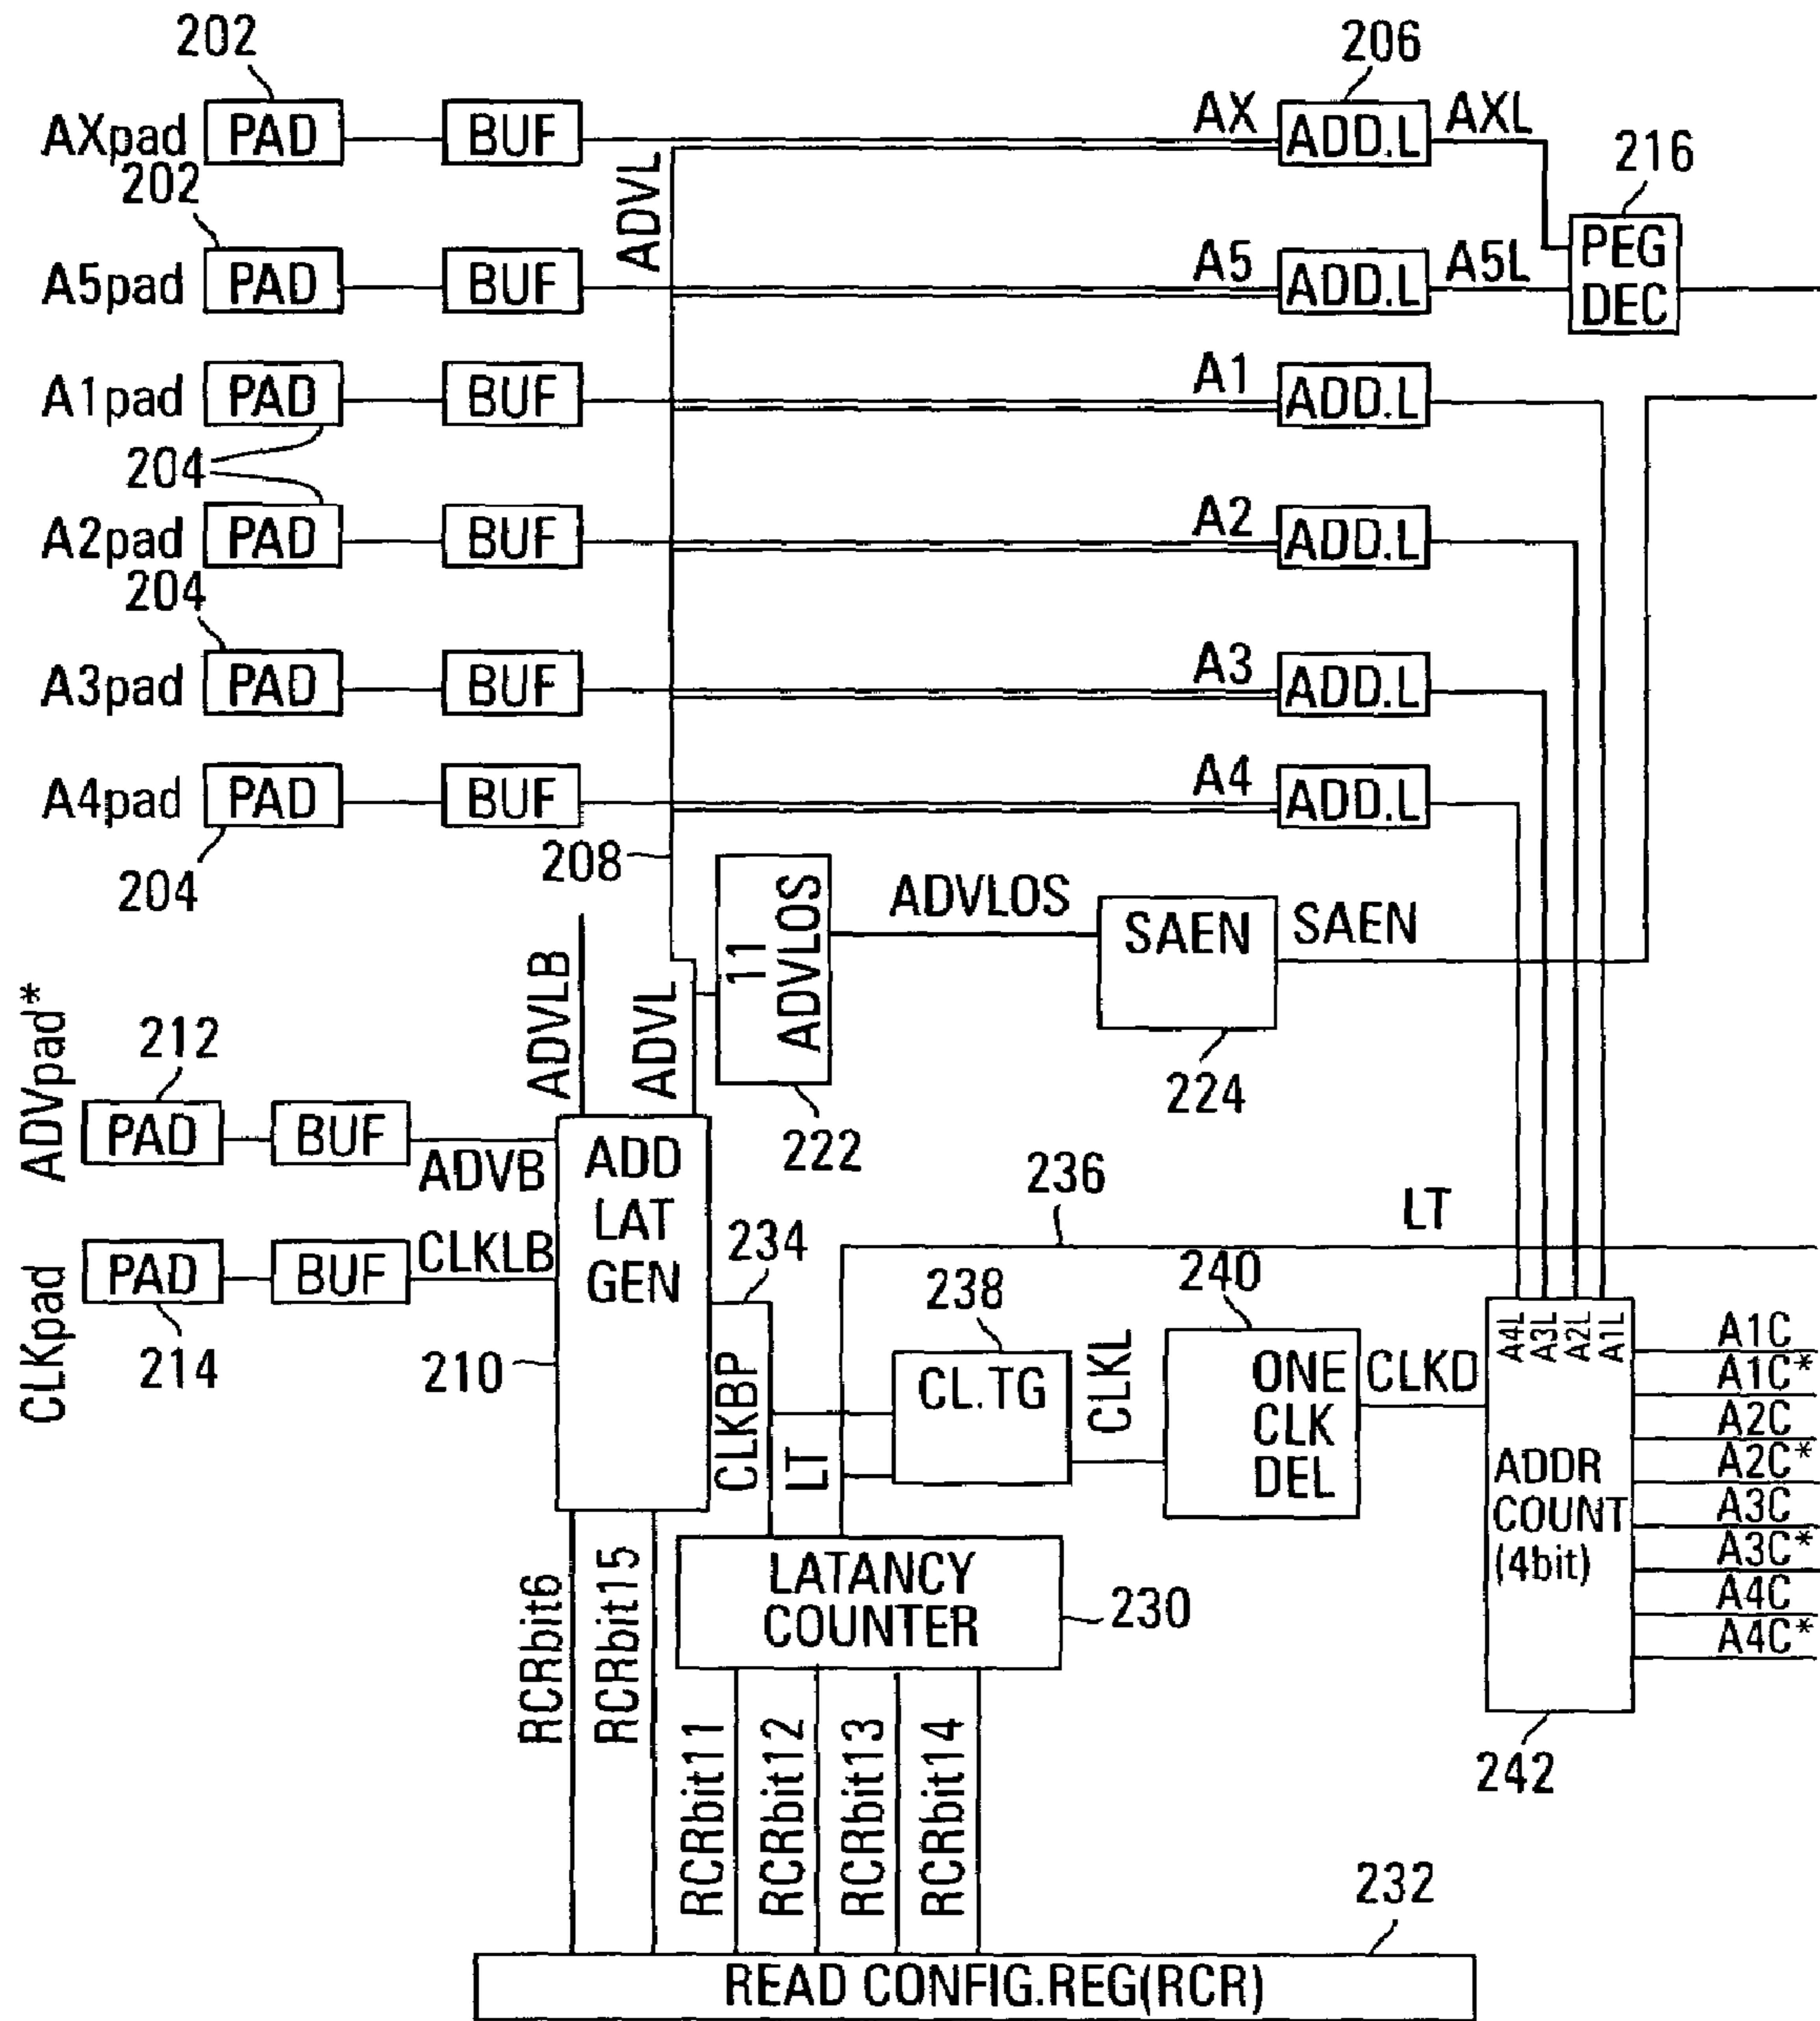 202
206
AXpad PAD BUF AX ADD.L AXL
202
216
ADVL
A5pad PAD BUF A5 ADD.L A5L
PEG
DEC
A1pad PAD BUF A1 ADD.L
204
A2pad PAD BUF A2 ADD.L
204
A3pad PAD BUF A3 ADD.L
A4pad PAD BUF A4 ADD.L
204
208
11
ADVLOS
ADVLOS
SAEN
SAEN
224
222
ADVLB
ADVL
ADVpad*
212
PAD BUF ADVB
ADD
LAT
GEN
CLKpad
PAD BUF CLKLB
214
210
234
236
LT
238
240
CLKBP
LT
CL.TG
CLKL
ONE
CLK
DEL
CLKD
A4L
A3L
A2L
A1L
ADDR
COUNT
(4bit)
A1C
A1C*
A2C
A2C*
A3C
A3C*
A4C
A4C*
242
LATANCY
COUNTER
230
RCRbit6
RCRbit15
RCRbit11
RCRbit12
RCRbit13
RCRbit14
232
READ CONFIG.REG(RCR)